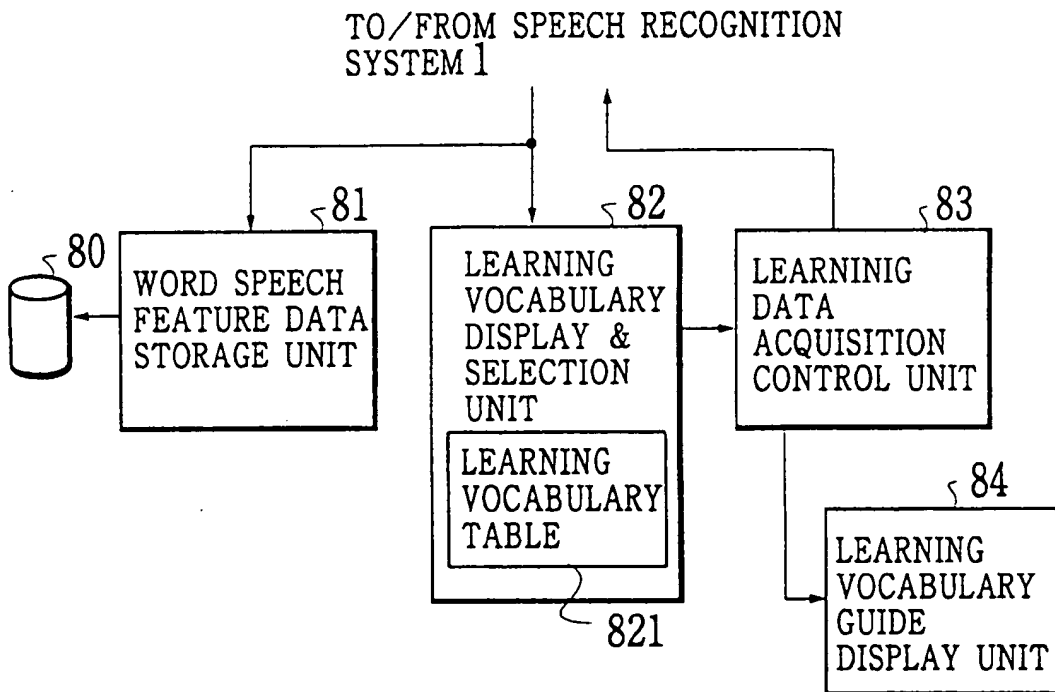 TO/FROM SPEECH RECOGNITION
SYSTEM 1
81
82
83
80
WORD SPEECH
FEATURE DATA
STORAGE UNIT
LEARNING
VOCABULARY
DISPLAY &
SELECTION
UNIT
LEARNING
VOCABULARY
TABLE
821
LEARNINIG
DATA
ACQUISITION
CONTROL UNIT
84
LEARNING
VOCABULARY
GUIDE
DISPLAY UNIT